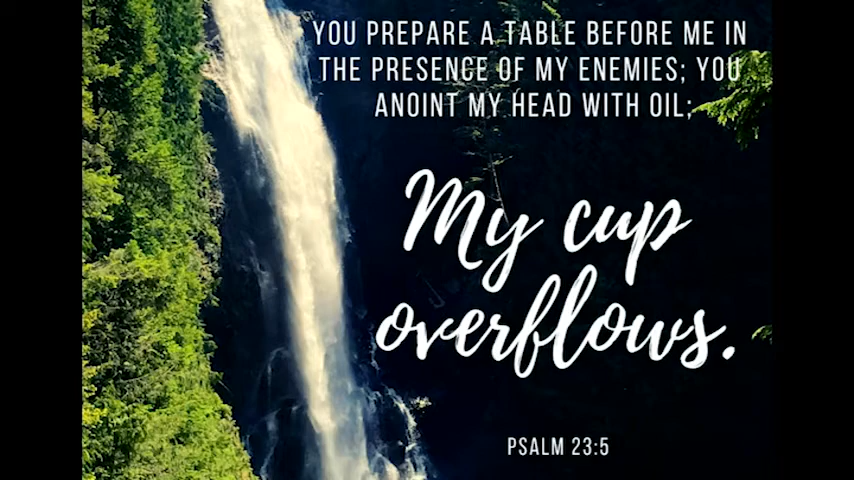 YOU PREPARE A TABLE BEFORE ME IN
THE PRESENCE OF MY ENEMIES; YOU
ANOINT MY HEAD WITH OIL;
My cup
overflows.
PSALM 23:5